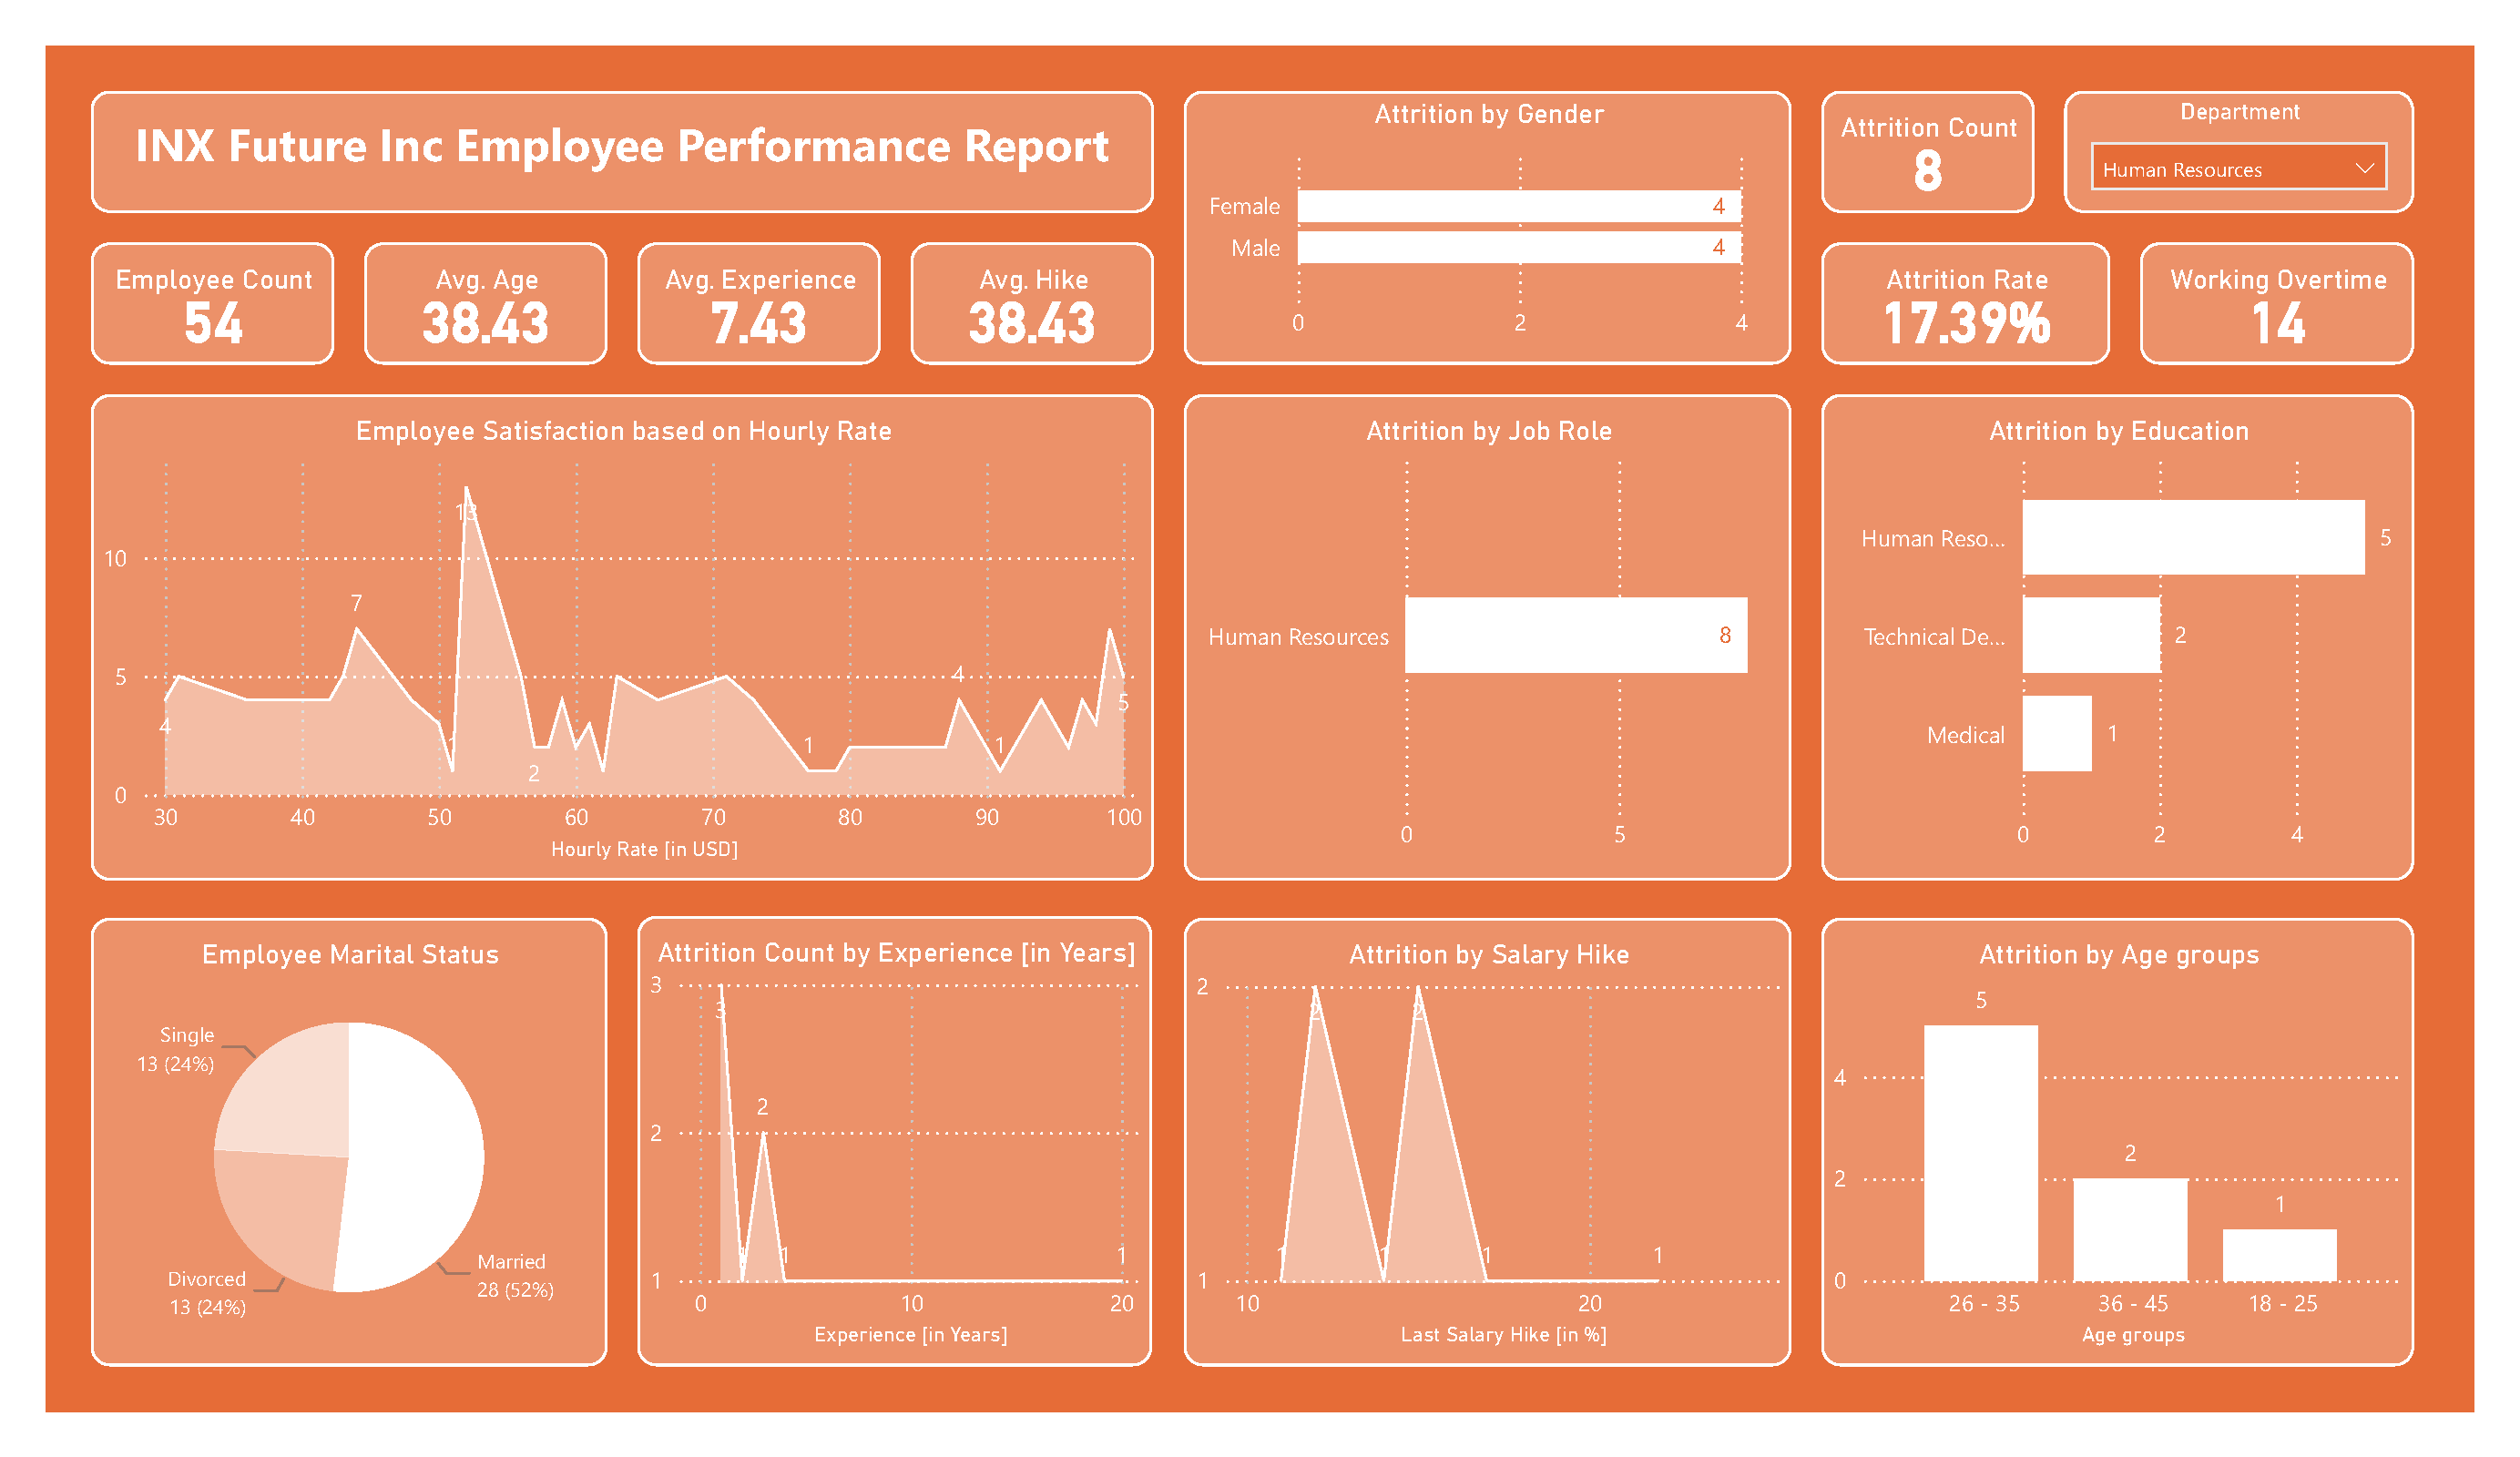 INX Future Inc Employee Performance Report
Attrition by Gender
Female
4
Male
4
0
2
4
Attrition Count
8
Department
Human Resources
Employee Count
54
Avg. Age
38.43
Avg. Experience
7.43
Avg. Hike
38.43
Attrition Rate
17.39%
Working Overtime
14
Employee Satisfaction based on Hourly Rate
13
10
7
5
4
5
4
1
1
1
2
0
30
40
50
60
70
80
90
100
Hourly Rate [in USD]
Attrition by Job Role
Human Resources
8
0
5
Attrition by Education
Human Reso...
5
Technical De...
2
Medical
1
0
2
4
Employee Marital Status
Single
13 (24%)
Married
28 (52%)
Divorced
13 (24%)
Attrition Count by Experience [in Years]
3
3
2
2
1
1
1
1
0
10
20
Experience [in Years]
Attrition by Salary Hike
2
2
2
1
1
1
1
1
10
20
Last Salary Hike [in %]
Attrition by Age groups
5
4
2
2
1
0
26 - 35
36 - 45
18 - 25
Age groups